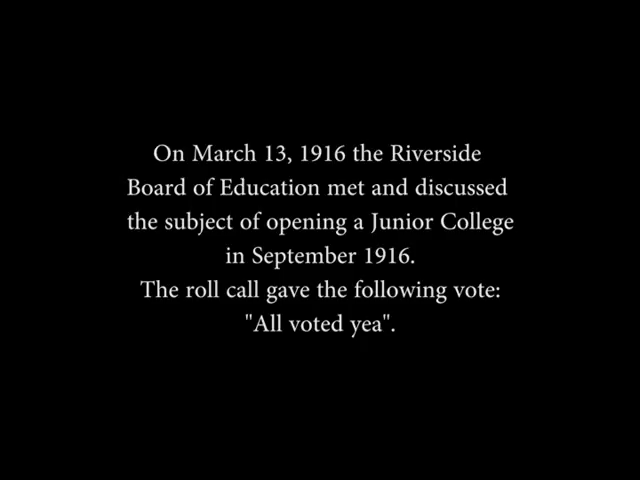 On March 13, 1916 the Riverside
Board of Education met and discussed
the subject of opening a Junior College
in September 1916.
The roll call gave the following vote:
"All voted yea".